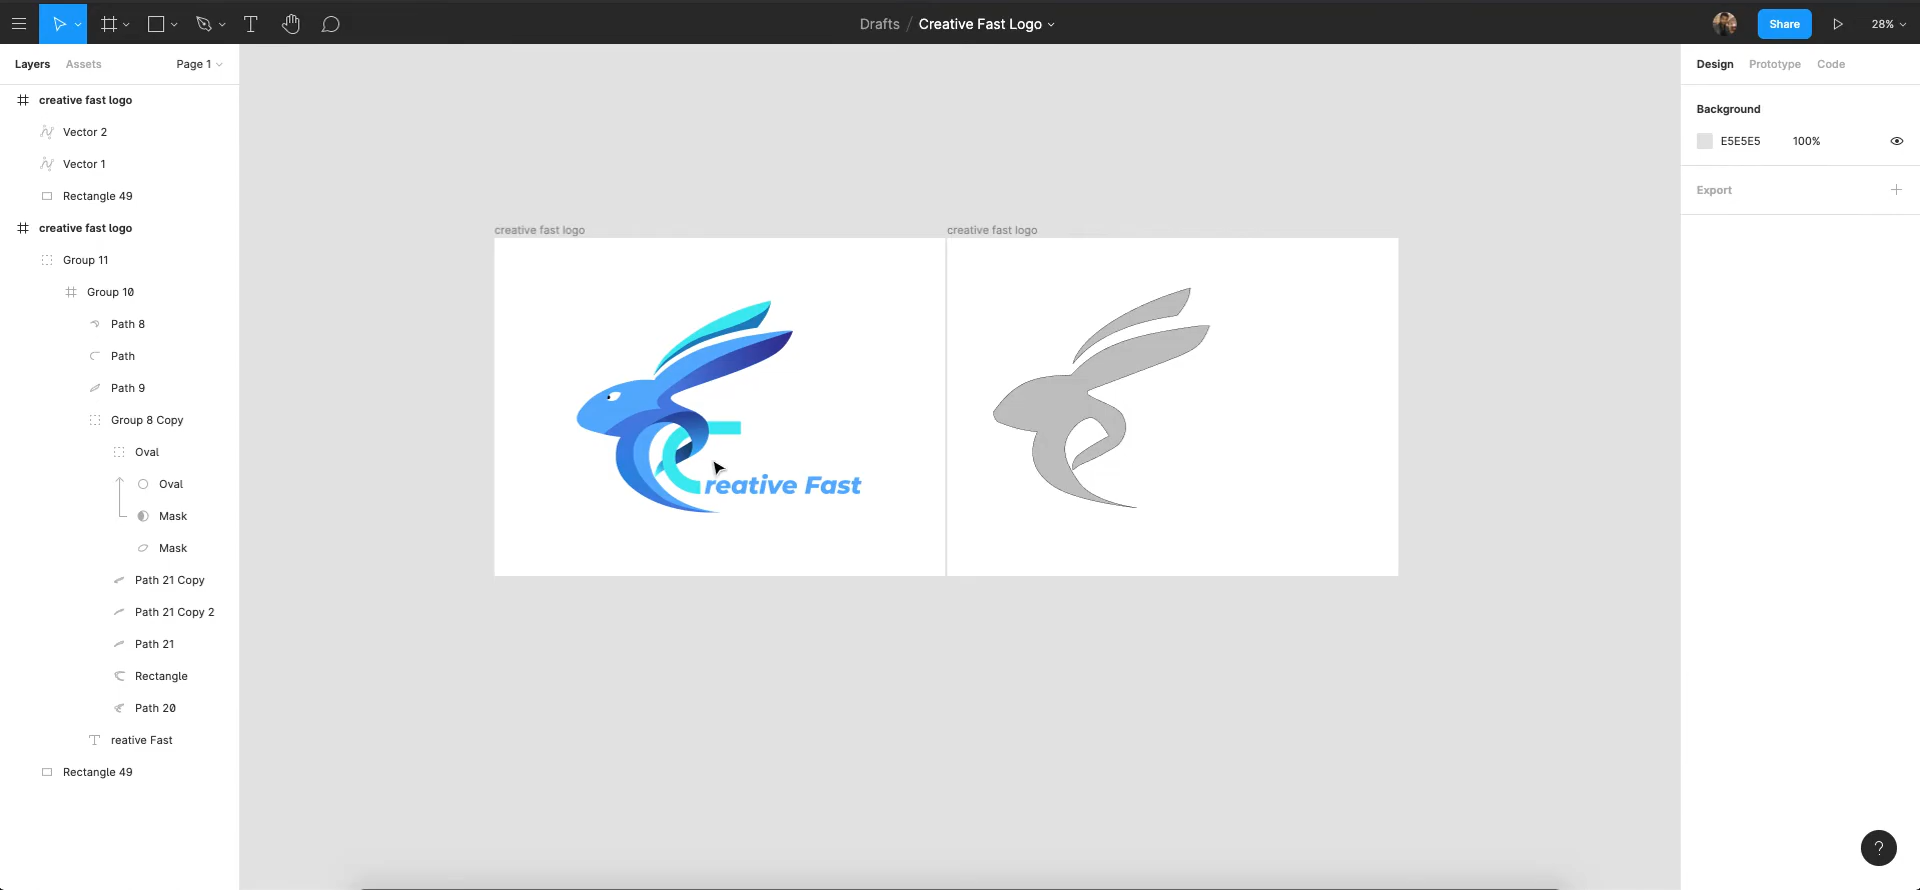 Drafts / Creative Fast Logo
Share
28%
Layers
Assets
Page 1
creative fast logo
Vector 2
Vector 1
Rectangle 49
creative fast logo
Group 11
Group 10
Path 8
Path
Path 9
Group 8 Copy
Oval
Oval
Mask
Mask
Path 21 Copy
Path 21 Copy 2
Path 21
Rectangle
Path 20
reative Fast
Rectangle 49
creative fast logo
creative fast logo
Creative Fast
Design
Prototype
Code
Background
E5E5E5
100%
Export
?